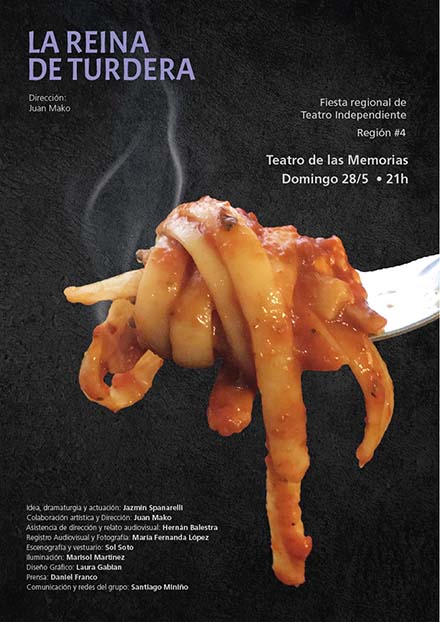 LA REINA
DE TURDERA
Dirección:
Juan Mako
Fiesta regional de
Teatro Independiente
Región #4
Teatro de las Memorias
Domingo 28/5 • 21h
Idea, dramaturgia y actuación: Jazmin Spanarelli
Colaboración artística y Dirección: Juan Mako
Asistencia de dirección y relato audiovisual: Hernán Balestra
Registro Audiovisual y Fotografía: María Fernanda López
Escenografía y vestuario: Sol Soto
Iluminación: Marisol Martinez
Diseño Gráfico: Laura Gabian
Prensa: Daniel Franco
Comunicación y redes del grupo: Santiago Miniño